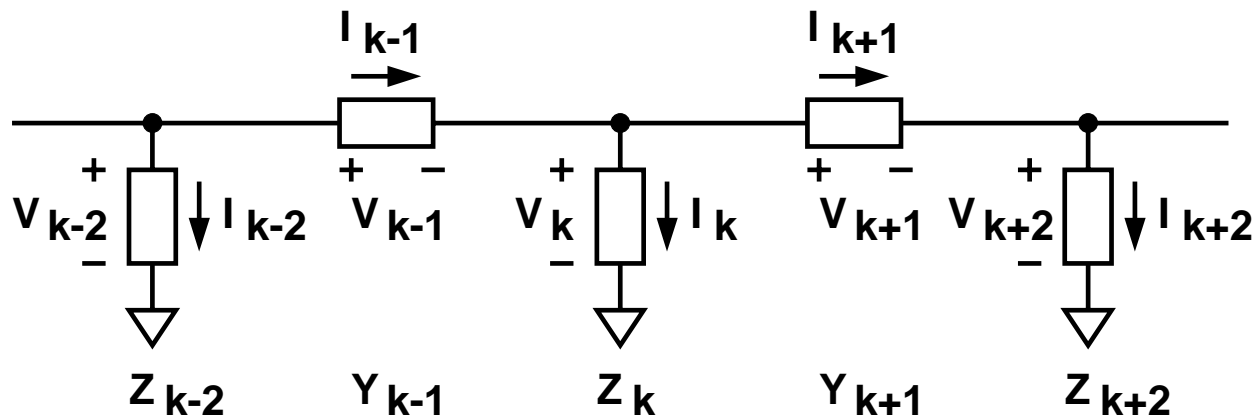 I k-1 I k+1
+ + − + + − +
V k-2 I k-2 V k-1 V k I k V k+1 V k+2 I k+2
− − −
Z k-2 Y k-1 Z k Y k+1 Z k+2